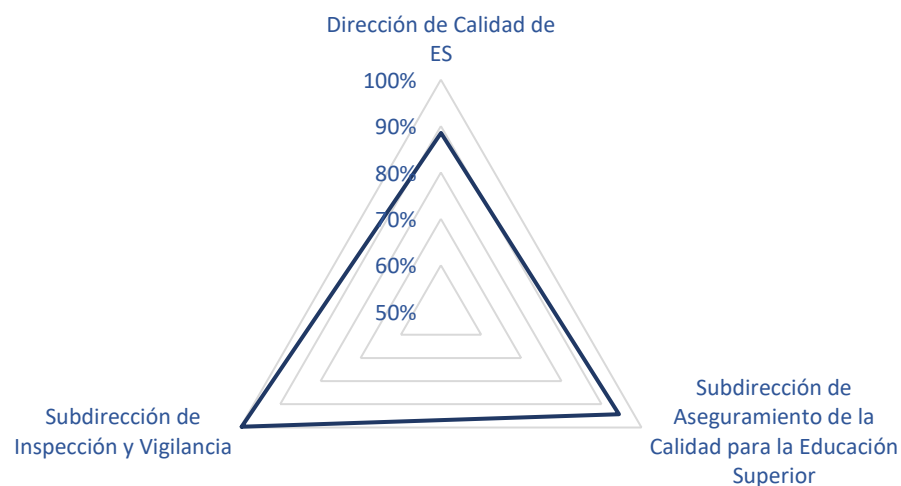 Dirección de Calidad de
ES
100%
90%
80%
70%
60%
50%
Subdirección de
Aseguramiento de la
Calidad para la Educación
Superior
Subdirección de
Inspección y Vigilancia